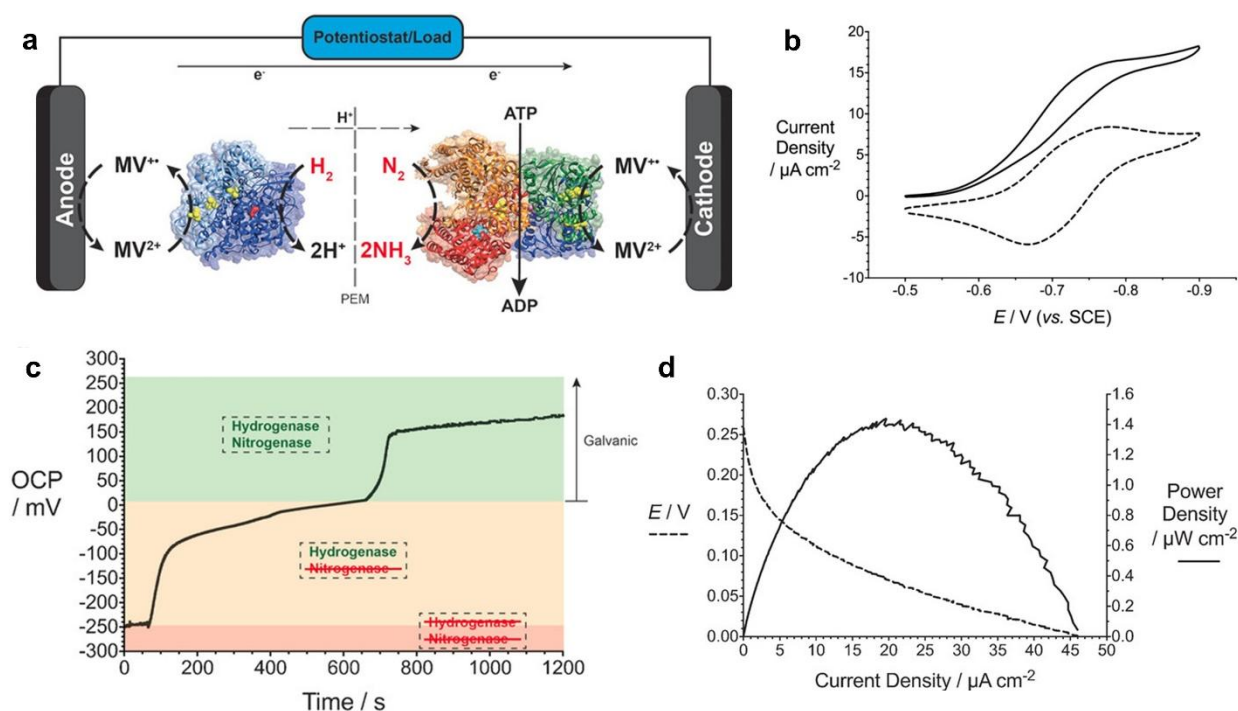 a
Potentiostat/Load
e-
e-
Anode
MV+•
MV2+
H2
2H+
H+
PEM
N2
2NH3
ATP
ADP
MV+•
MV2+
Cathode
b
Current
Density
/ µA cm-2
20
15
10
5
0
-5
-10
-0.5
-0.6
-0.7
-0.8
-0.9
E / V (vs. SCE)
c
OCP
/ mV
300
250
200
150
100
50
0
-50
-100
-150
-200
-250
-300
Hydrogenase
Nitrogenase
Galvanic
Hydrogenase
Nitrogenase
Hydrogenase
Nitrogenase
0
200
400
600
800
1000
1200
Time / s
d
E / V
0.30
0.25
0.20
0.15
0.10
0.05
0.00
0
5
10
15
20
25
30
35
40
45
50
Current Density / µA cm-2
1.6
1.4
1.2
1.0
0.8
0.6
0.4
0.2
0.0
Power
Density
/ µW cm-2